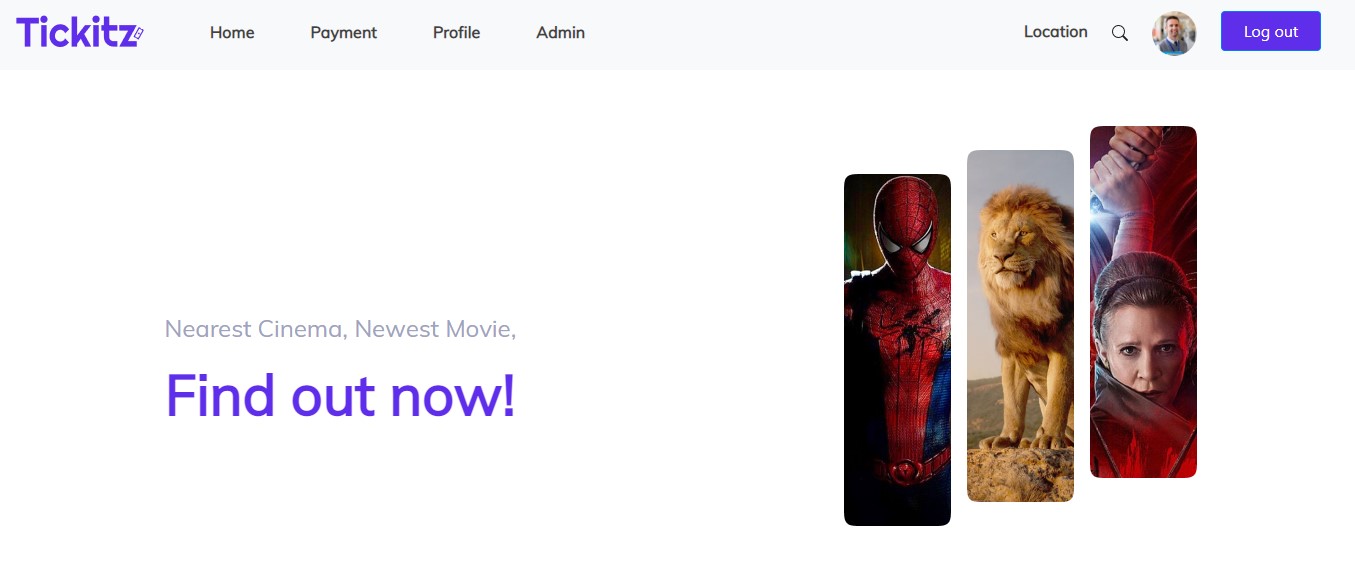 Tickitz
Home Payment Profile Admin Location Log out
Nearest Cinema, Newest Movie,
Find out now!